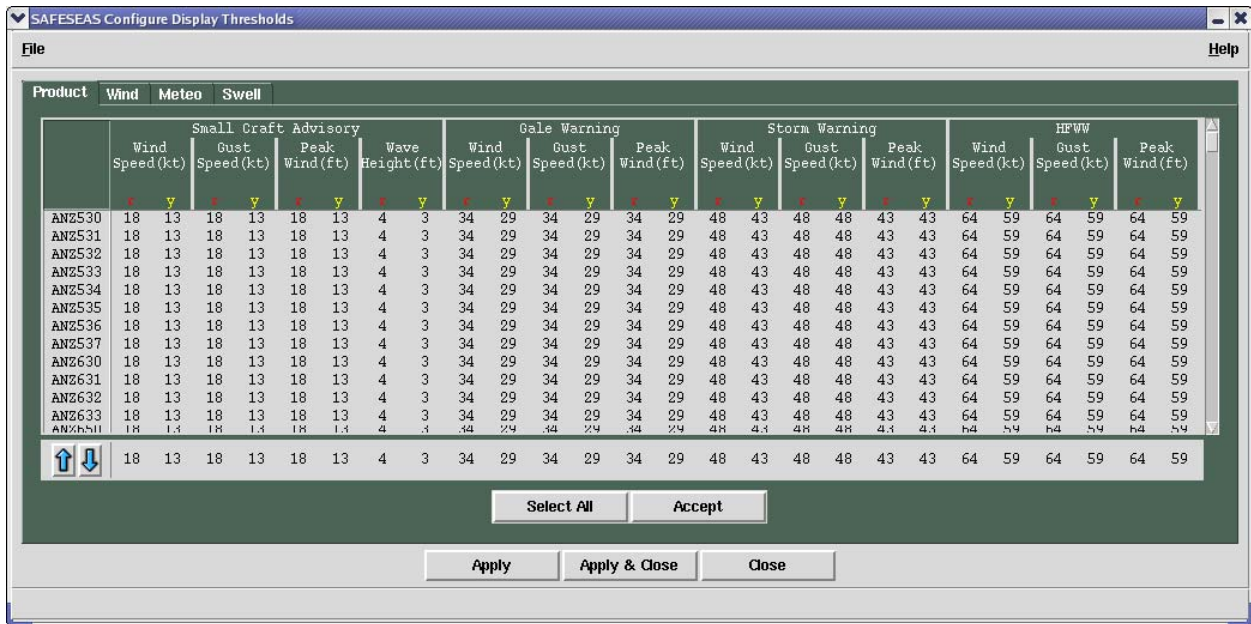 SAFESEAS Configure Display Thresholds
File Help
Product Wind Meteo Swell
Small Craft Advisory Gale Warning Storm Warning HFWW
Wind Gust Peak Wave Wind Gust Peak Wind Gust Peak Wind Gust Peak
Speed(kt) Speed(kt) Wind(ft) Height(ft) Speed(kt) Speed(kt) Wind(ft) Speed(kt) Speed(kt) Wind(ft) Speed(kt) Speed(kt) Wind(ft)
r y r y r y r y r y r y r y r y r y r y r y r y r y
ANZ530 18 13 18 13 18 13 4 3 34 29 34 29 34 29 48 43 48 48 43 43 64 59 64 59 64 59
ANZ531 18 13 18 13 18 13 4 3 34 29 34 29 34 29 48 43 48 48 43 43 64 59 64 59 64 59
ANZ532 18 13 18 13 18 13 4 3 34 29 34 29 34 29 48 43 48 48 43 43 64 59 64 59 64 59
ANZ533 18 13 18 13 18 13 4 3 34 29 34 29 34 29 48 43 48 48 43 43 64 59 64 59 64 59
ANZ534 18 13 18 13 18 13 4 3 34 29 34 29 34 29 48 43 48 48 43 43 64 59 64 59 64 59
ANZ535 18 13 18 13 18 13 4 3 34 29 34 29 34 29 48 43 48 48 43 43 64 59 64 59 64 59
ANZ536 18 13 18 13 18 13 4 3 34 29 34 29 34 29 48 43 48 48 43 43 64 59 64 59 64 59
ANZ537 18 13 18 13 18 13 4 3 34 29 34 29 34 29 48 43 48 48 43 43 64 59 64 59 64 59
ANZ630 18 13 18 13 18 13 4 3 34 29 34 29 34 29 48 43 48 48 43 43 64 59 64 59 64 59
ANZ631 18 13 18 13 18 13 4 3 34 29 34 29 34 29 48 43 48 48 43 43 64 59 64 59 64 59
ANZ632 18 13 18 13 18 13 4 3 34 29 34 29 34 29 48 43 48 48 43 43 64 59 64 59 64 59
ANZ633 18 13 18 13 18 13 4 3 34 29 34 29 34 29 48 43 48 48 43 43 64 59 64 59 64 59
18 13 18 13 18 13 4 3 34 29 34 29 34 29 48 43 48 48 43 43 64 59 64 59 64 59
Select All Accept
Apply Apply & Close Close